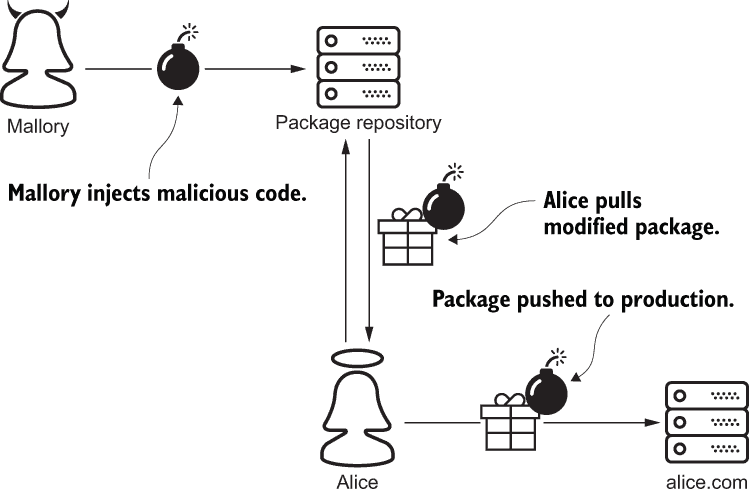 Mallory
Package repository
Mallory injects malicious code.
Alice pulls
modified package.
Package pushed to production.
Alice
alice.com